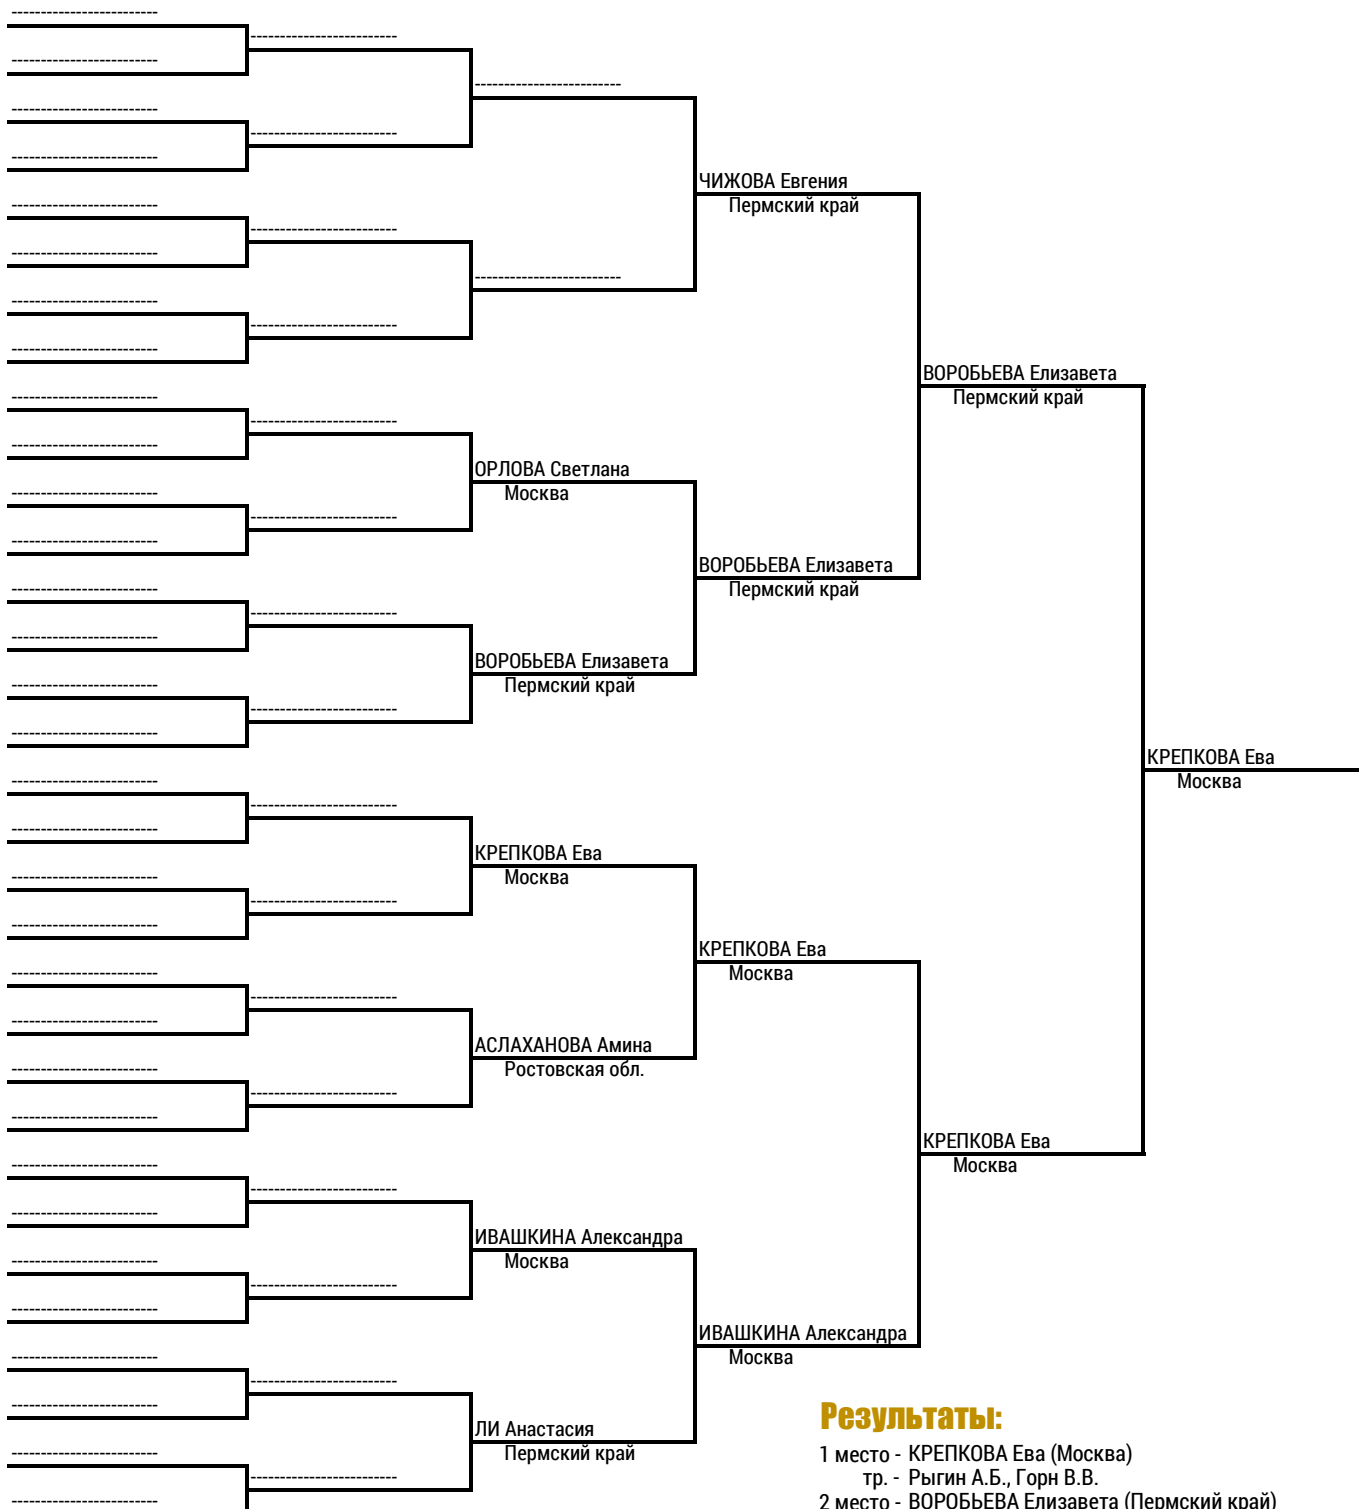 ЧИЖОВА Евгения
Пермский край
ВОРОБЬЕВА Елизавета
Пермский край
ОРЛОВА Светлана
Москва
ВОРОБЬЕВА Елизавета
Пермский край
ВОРОБЬЕВА Елизавета
Пермский край
КРЕПКОВА Ева
Москва
КРЕПКОВА Ева
Москва
КРЕПКОВА Ева
Москва
АСЛАХАНОВА Амина
Ростовская обл.
КРЕПКОВА Ева
Москва
ИВАШКИНА Александра
Москва
ИВАШКИНА Александра
Москва
ЛИ Анастасия
Пермский край
Результаты:
1 место - КРЕПКОВА Ева (Москва)
тр. - Рыгин А.Б., Горн В.В.
2 место - ВОРОБЬЕВА Елизавета (Пермский край)